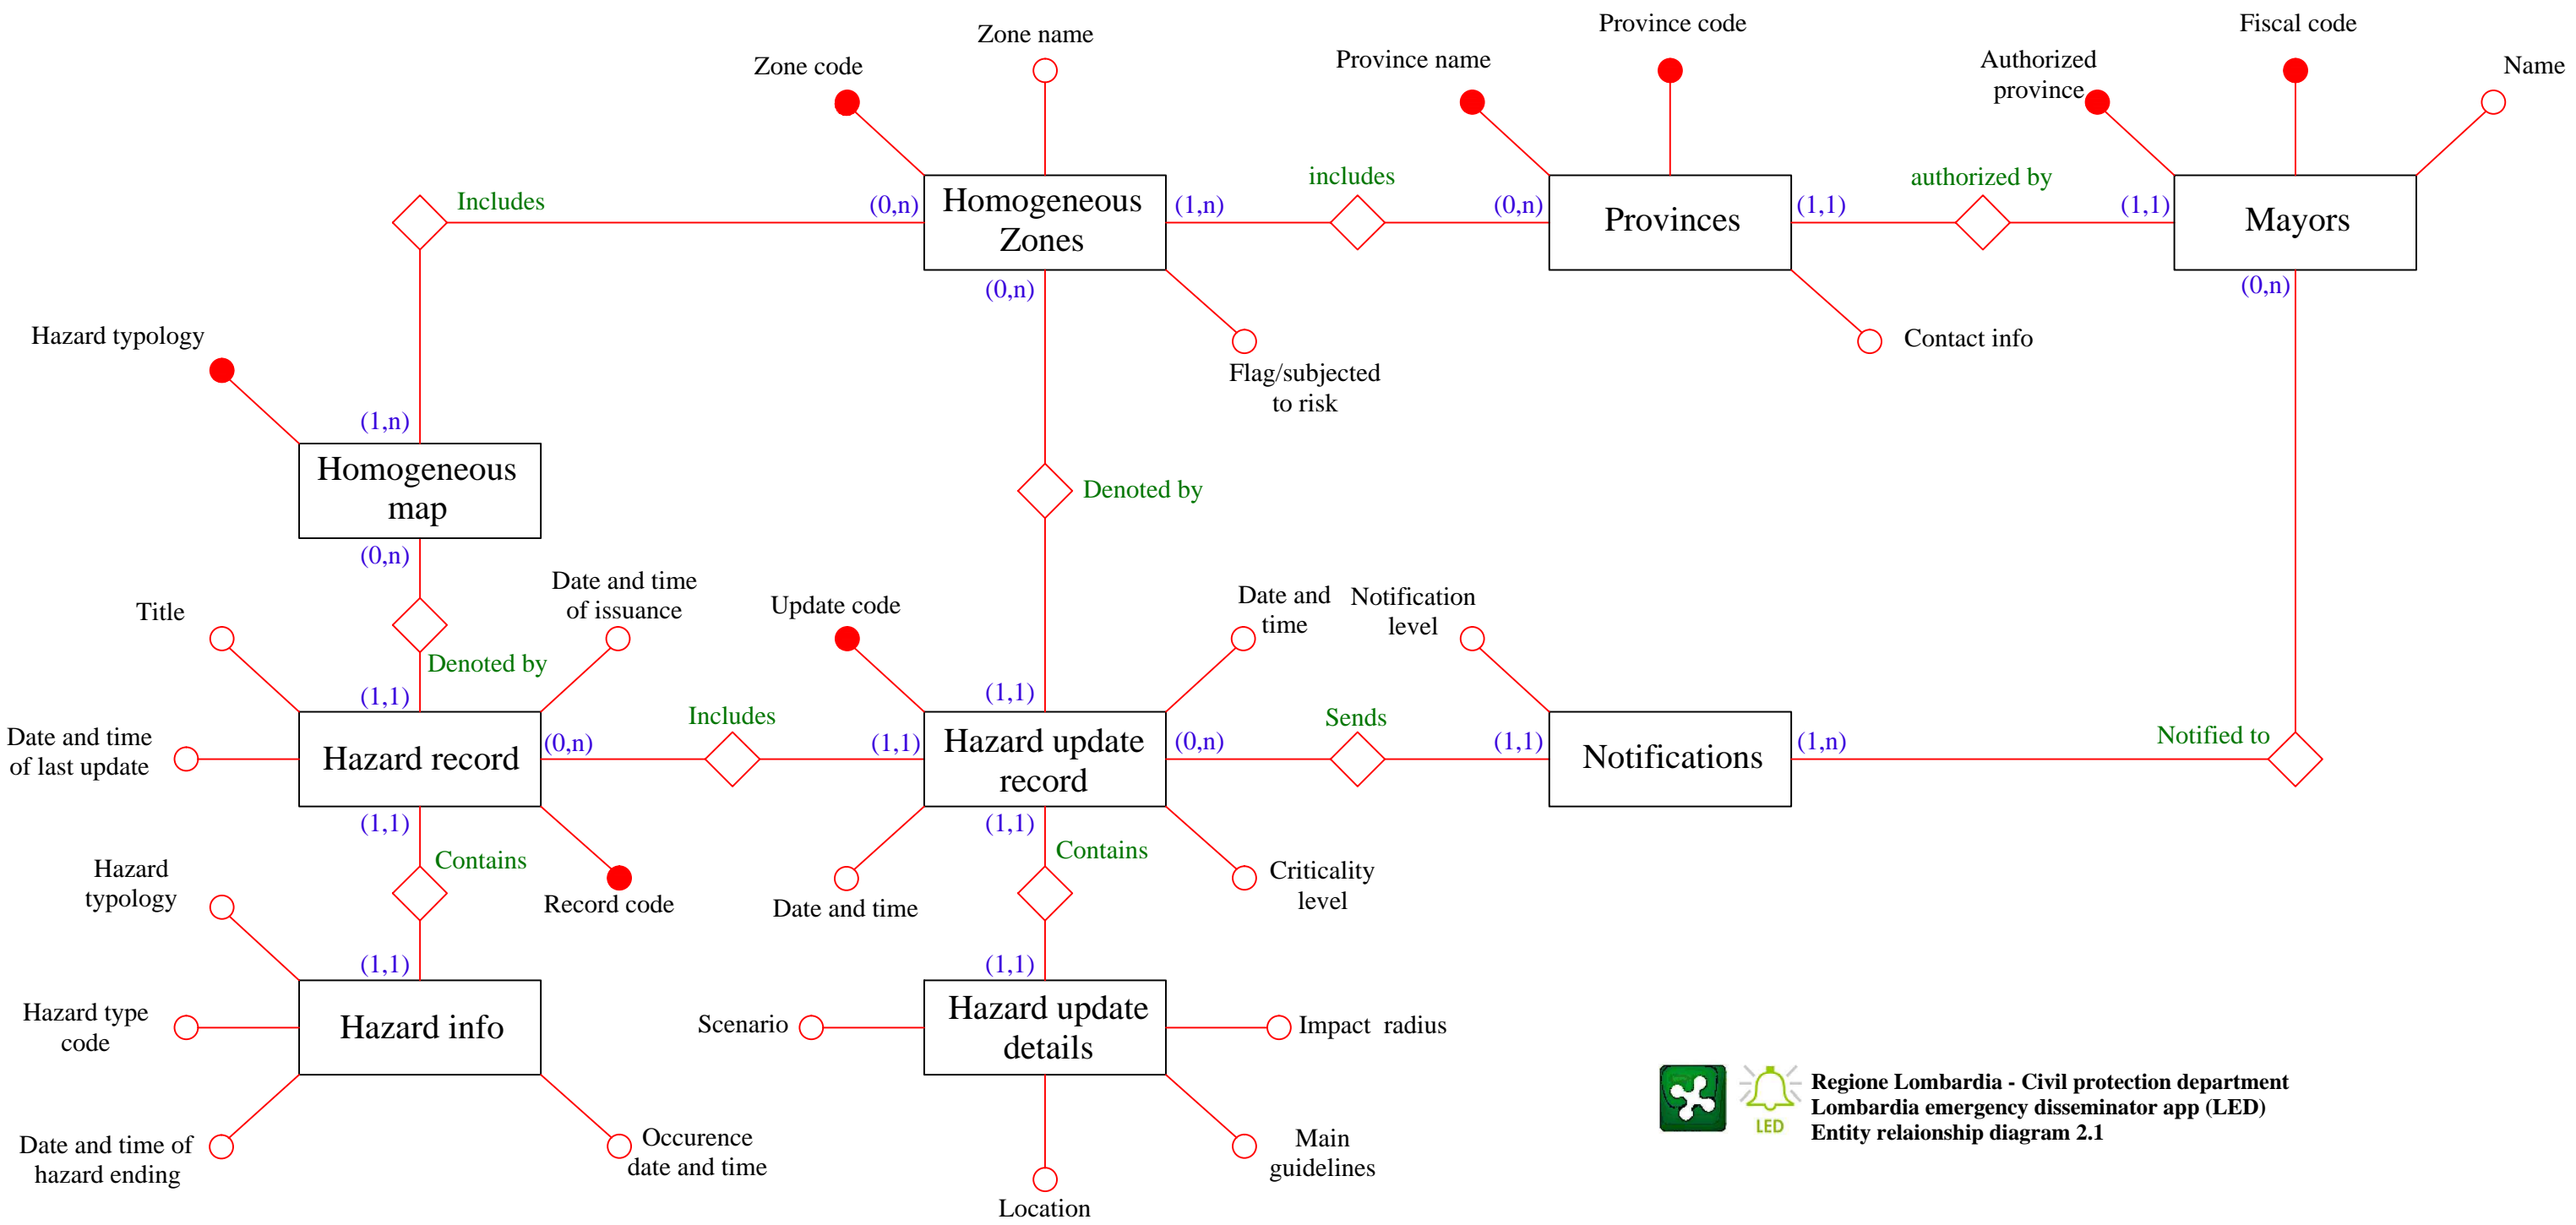 Fiscal code
Province code
Zone name
Authorized
province
Province name
Name
Zone code
includes
authorized by
Includes
(0,n)
Homogeneous
Zones
(1,n)
(0,n)
Provinces
(1,1)
(1,1)
Mayors
(0,n)
(0,n)
Hazard typology
Contact info
Flag/subjected
to risk
(1,n)
Homogeneous
map
Denoted by
(0,n)
Date and time
of issuance
Title
Update code
Date and
time
Notification
level
Denoted by
(1,1)
(1,1)
Includes
Sends
Notified to
Date and time
of last update
Hazard record
(0,n)
(1,1)
Hazard update
record
(0,n)
(1,1)
Notifications
(1,n)
(1,1)
(1,1)
Contains
Contains
Hazard
typology
Record code
Date and time
Criticality
level
(1,1)
(1,1)
Hazard type
code
Hazard info
Scenario
Hazard update
details
Impact radius
Date and time of
hazard ending
Occurence
date and time
Main
guidelines
Location
LED
Regione Lombardia - Civil protection department
Lombardia emergency disseminator app (LED)
Entity relaionship diagram 2.1